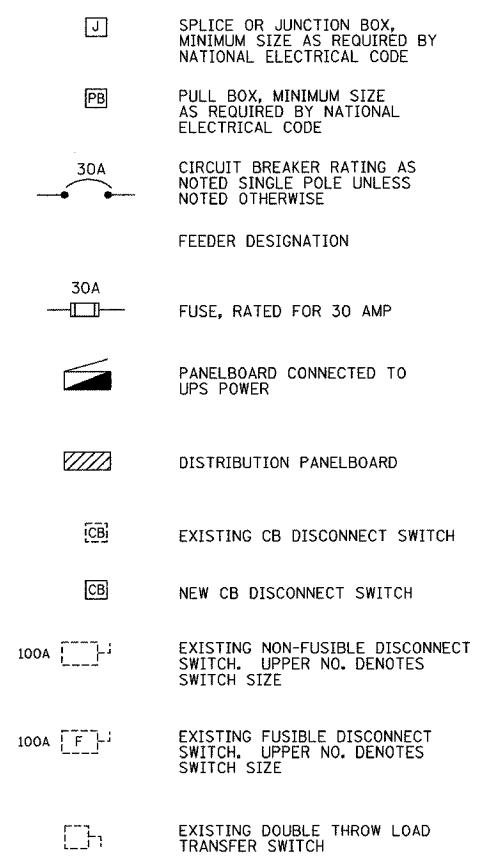 J SPLICE OR JUNCTION BOX,
MINIMUM SIZE AS REQUIRED BY
NATIONAL ELECTRICAL CODE
PB PULL BOX, MINIMUM SIZE
AS REQUIRED BY NATIONAL
ELECTRICAL CODE
30A CIRCUIT BREAKER RATING AS
NOTED SINGLE POLE UNLESS
NOTED OTHERWISE
FEEDER DESIGNATION
30A
FUSE, RATED FOR 30 AMP
PANELBOARD CONNECTED TO
UPS POWER
DISTRIBUTION PANELBOARD
CB EXISTING CB DISCONNECT SWITCH
CB NEW CB DISCONNECT SWITCH
100A EXISTING NON-FUSIBLE DISCONNECT
SWITCH. UPPER NO. DENOTES
SWITCH SIZE
100A F EXISTING FUSIBLE DISCONNECT
SWITCH. UPPER NO. DENOTES
SWITCH SIZE
EXISTING DOUBLE THROW LOAD
TRANSFER SWITCH